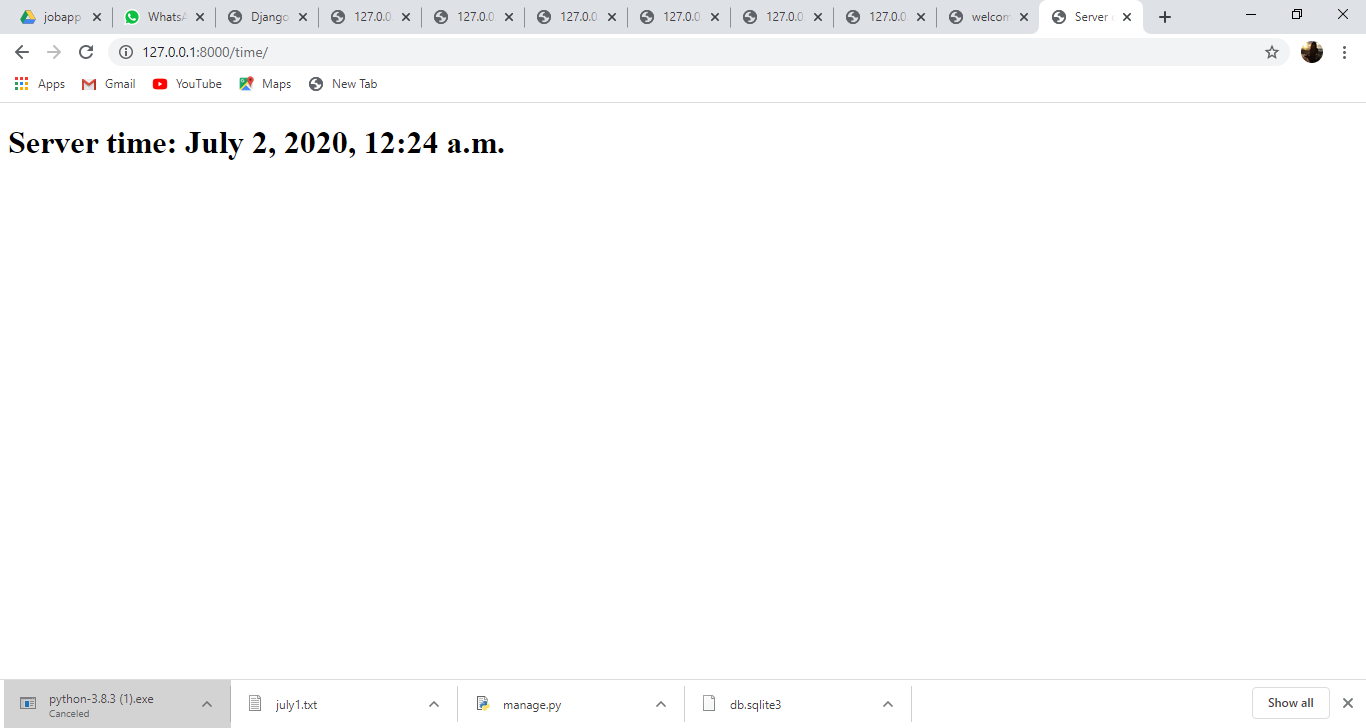 jobapp WhatsA Django 127.0.0 127.0.0 127.0.0 127.0.0 127.0.0 127.0.0 welcom Server
127.0.0.1:8000/time/
Apps Gmail YouTube Maps New Tab
Server time: July 2, 2020, 12:24 a.m.
python-3.8.3 (1).exe
Canceled
july1.txt
manage.py
db.sqlite3
Show all